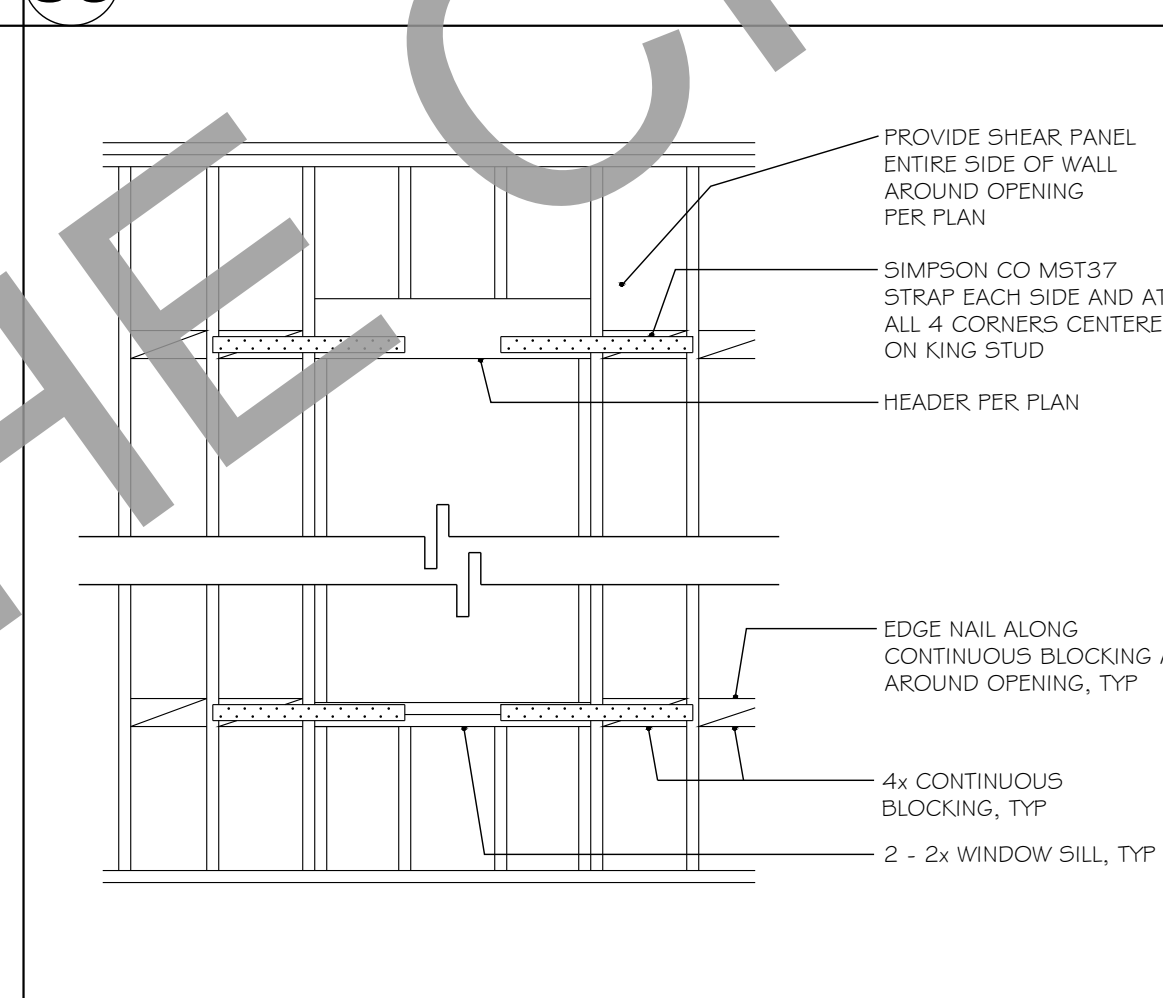 HE
PROVIDE SHEAR PANEL
ENTIRE SIDE OF WALL
AROUND OPENING
PER PLAN
SIMPSON CO MST37
STRAP EACH SIDE AND AT
ALL 4 CORNERS CENTERE
ON KING STUD
HEADER PER PLAN
EDGE NAIL ALONG
CONTINUOUS BLOCKING
AROUND OPENING, TYP
4x CONTINUOUS
BLOCKING, TYP
2 - 2x WINDOW SILL, TYP